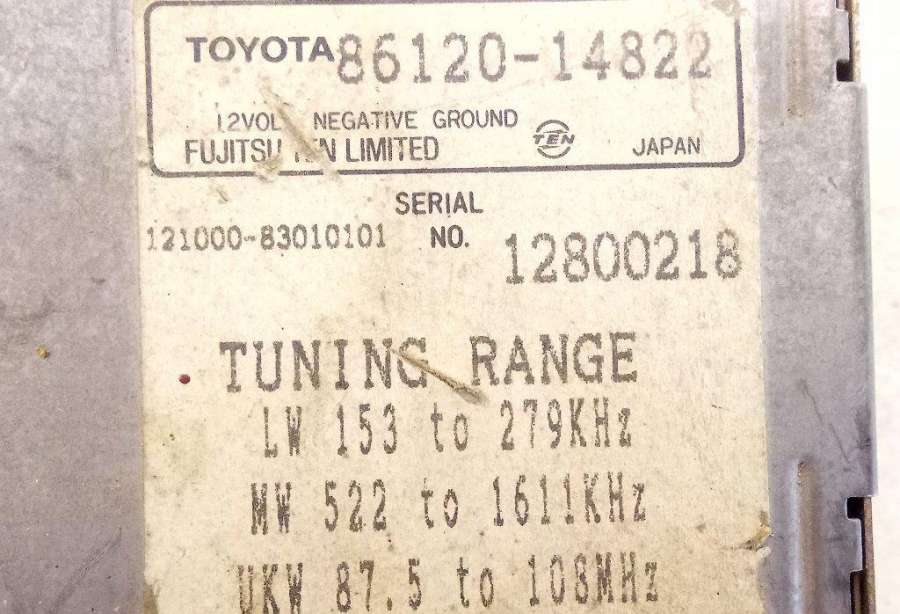 TOYOTA 86120-14822
12VOL NEGATIVE GROUND
FUJITSU TEN LIMITED TEN JAPAN
SERIAL
121000-83010101 NO. 12800218
TUNING RANGE
LW 153 to 279KHz
MW 522 to 1611KHz
UKW 87.5 to 108MHz